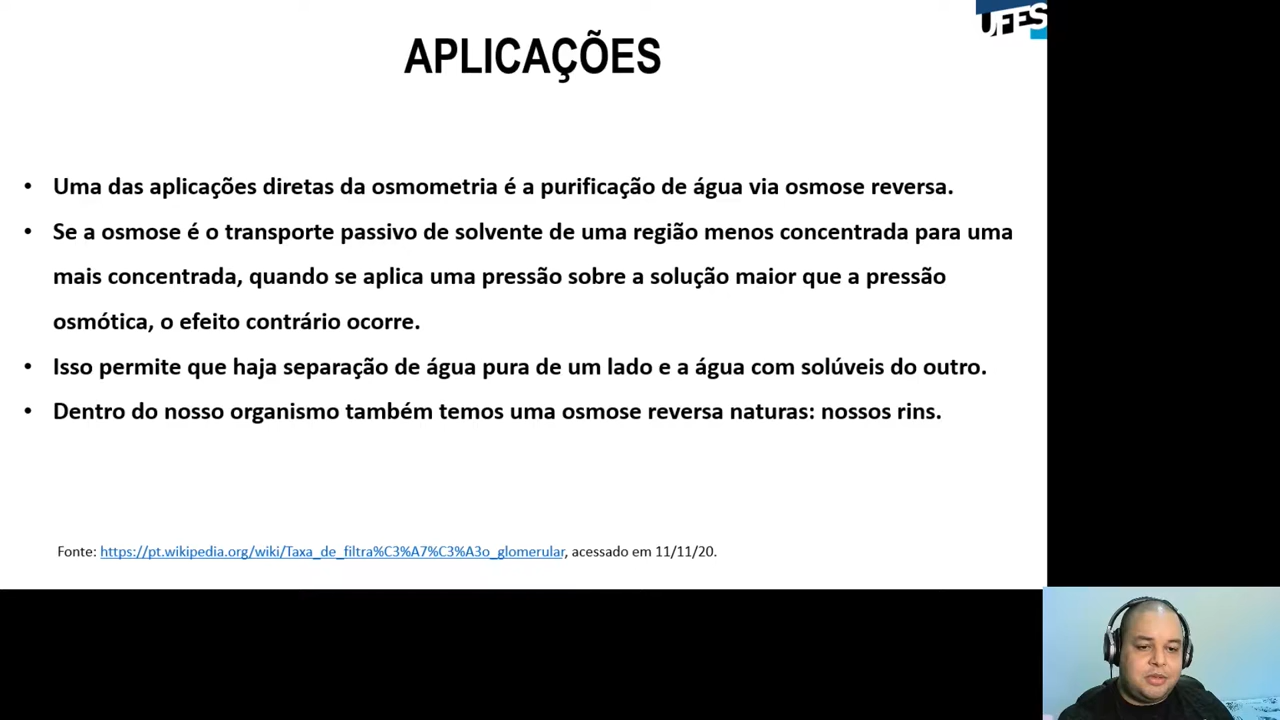 UFES
APLICAÇÕES
• Uma das aplicações diretas da osmometria é a purificação de água via osmose reversa.
• Se a osmose é o transporte passivo de solvente de uma região menos concentrada para uma
mais concentrada, quando se aplica uma pressão sobre a solução maior que a pressão
osmótica, o efeito contrário ocorre.
• Isso permite que haja separação de água pura de um lado e a água com solúveis do outro.
• Dentro do nosso organismo também temos uma osmose reversa naturas: nossos rins.
Fonte: https://pt.wikipedia.org/wiki/Taxa_de_filtra%C3%A7%C3%A3o_glomerular, acessado em 11/11/20.